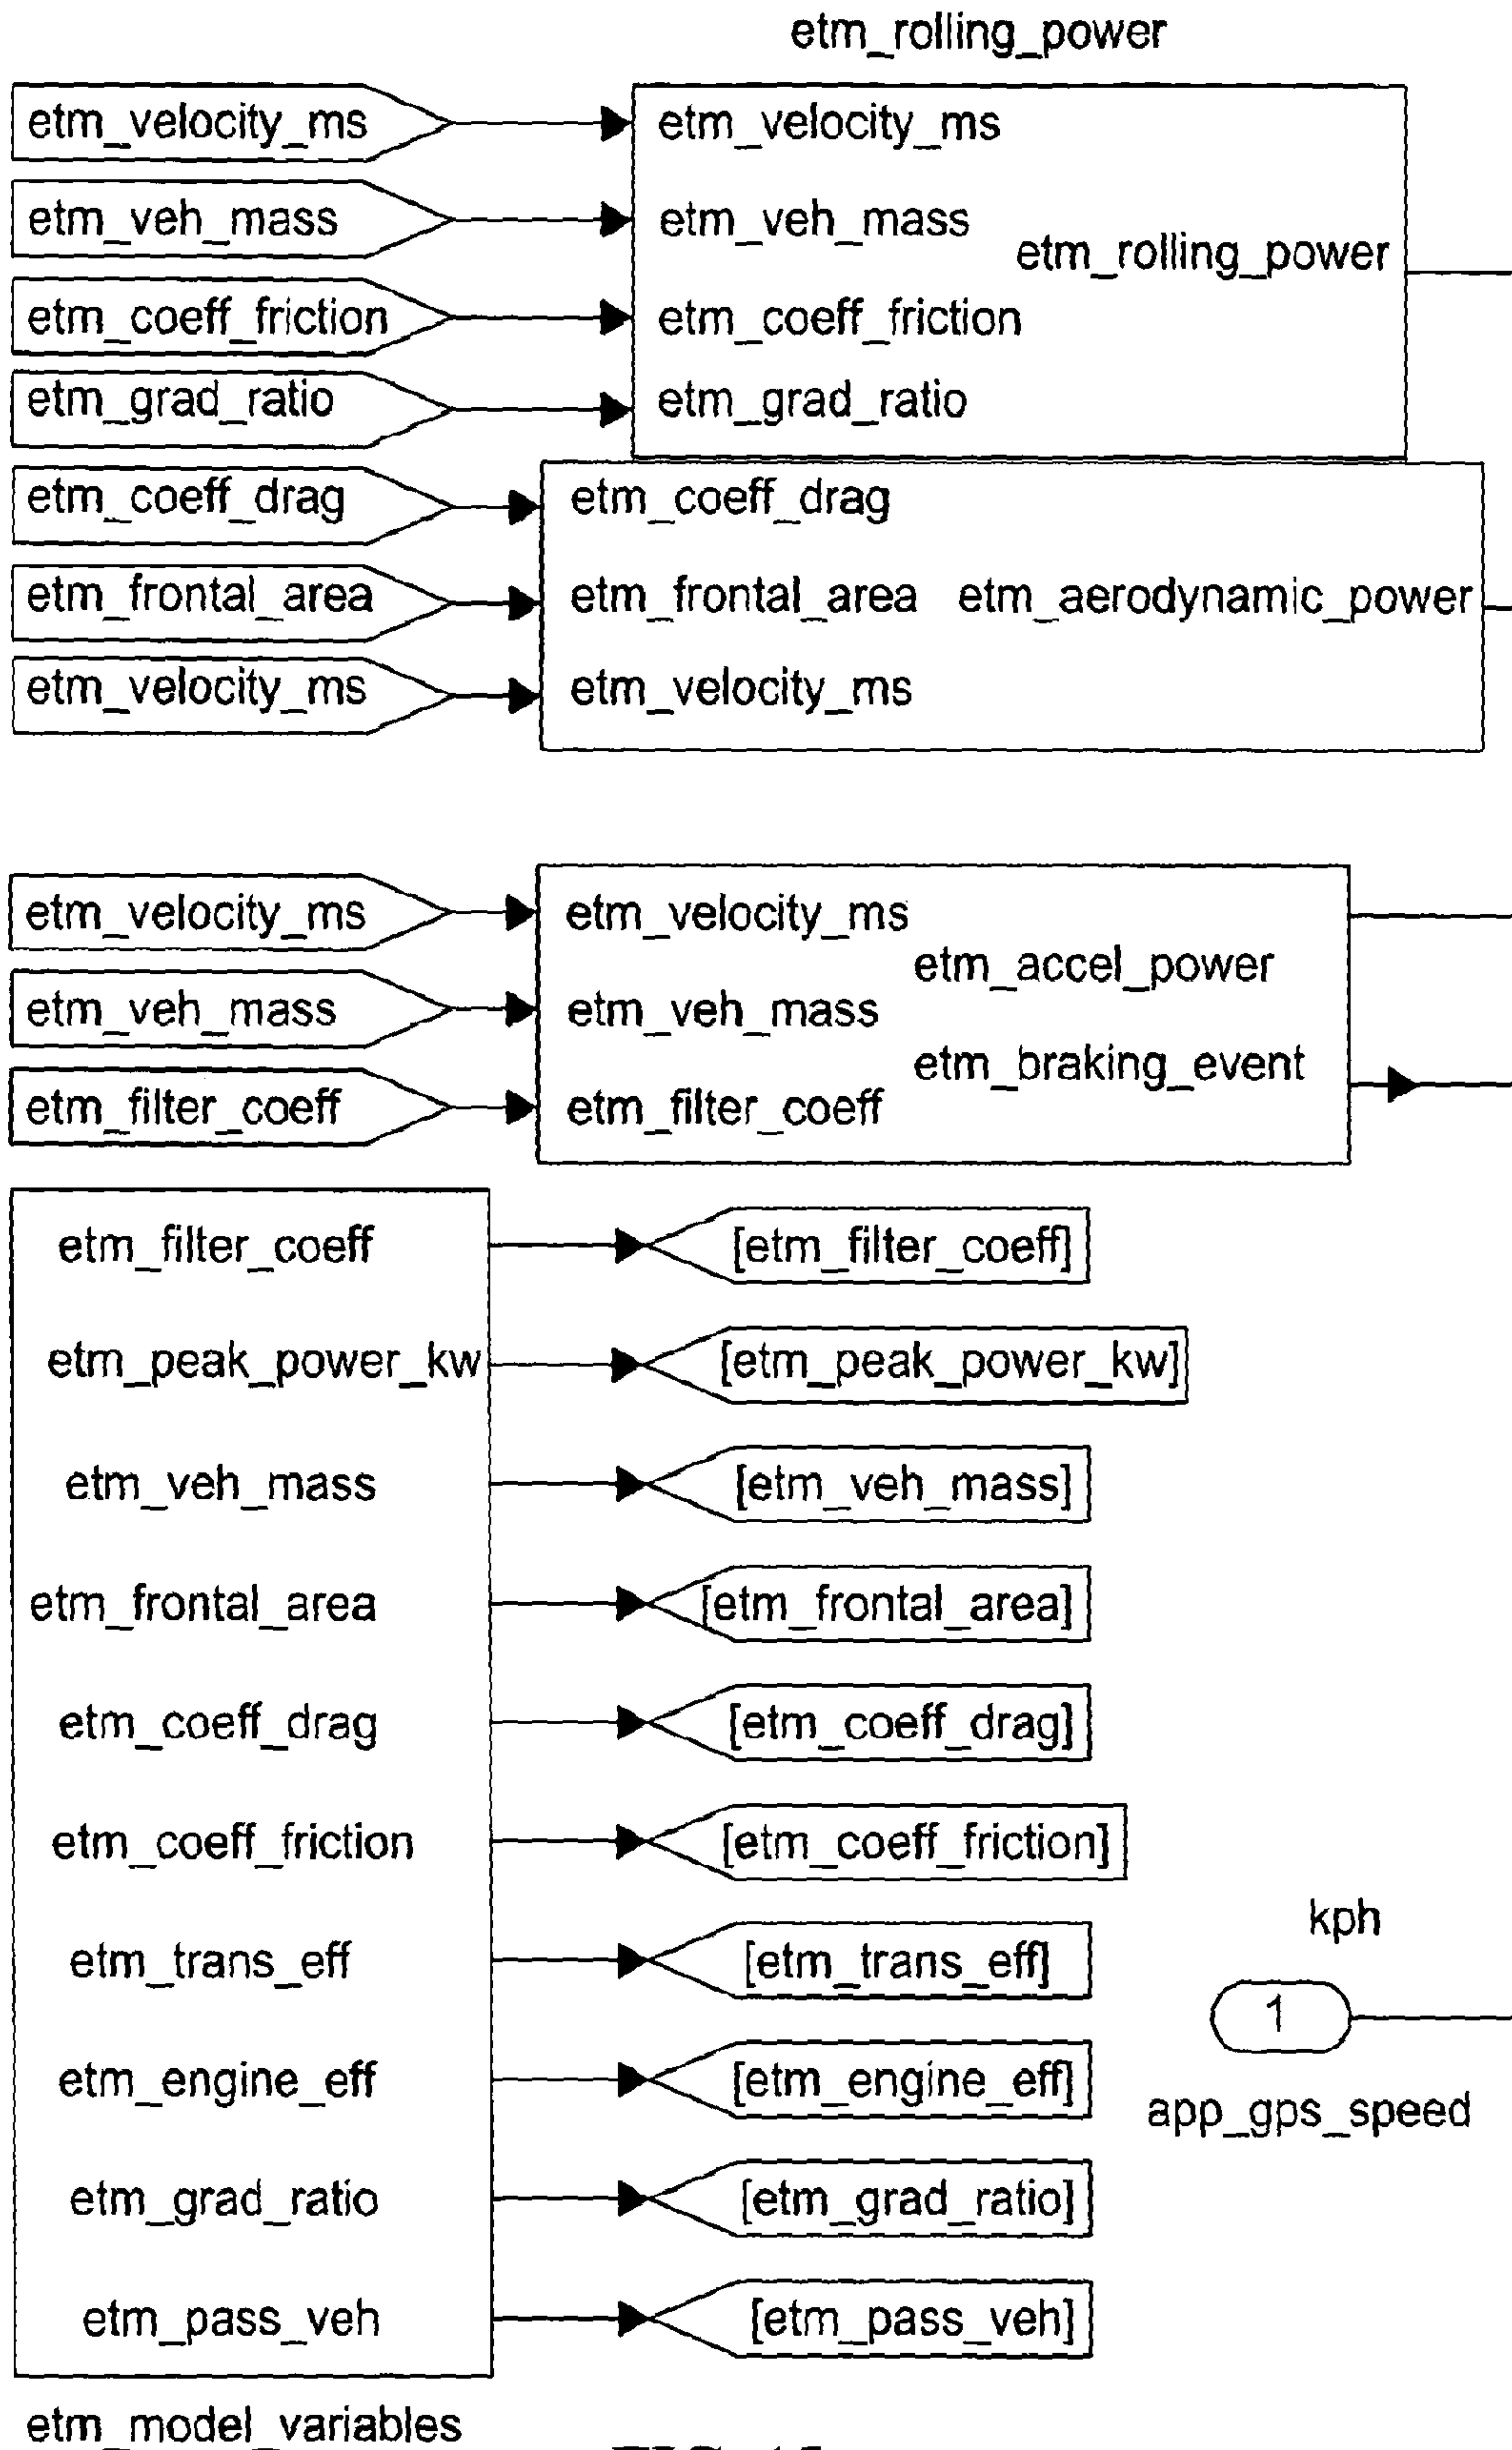 etm_rolling_power
etm_velocity_ms
etm_veh_mass
etm_coeff_friction
etm_grad_ratio
etm_velocity_ms
etm_veh_mass
etm_rolling_power
etm_coeff_friction
etm_grad_ratio
etm_coeff_drag
etm_frontal_area
etm_velocity_ms
etm_coeff_drag
etm_frontal_area etm_aerodynamic_power
etm_velocity_ms
etm_velocity_ms
etm_veh_mass
etm_filter_coeff
etm_velocity_ms
etm_accel_power
etm_veh_mass
etm_braking_event
etm_filter_coeff
etm_filter_coeff
[etm_filter_coeff]
etm_peak_power_kw
[etm_peak_power_kw]
etm_veh_mass
[etm_veh_mass]
etm_frontal_area
[etm_frontal_area]
etm_coeff_drag
[etm_coeff_drag]
etm_coeff_friction
[etm_coeff_friction]
etm_trans_eff
[etm_trans_eff]
etm_engine_eff
[etm_engine_eff]
etm_grad_ratio
[etm_grad_ratio]
etm_pass_veh
[etm_pass_veh]
etm_model_variables
kph
1
app_gps_speed